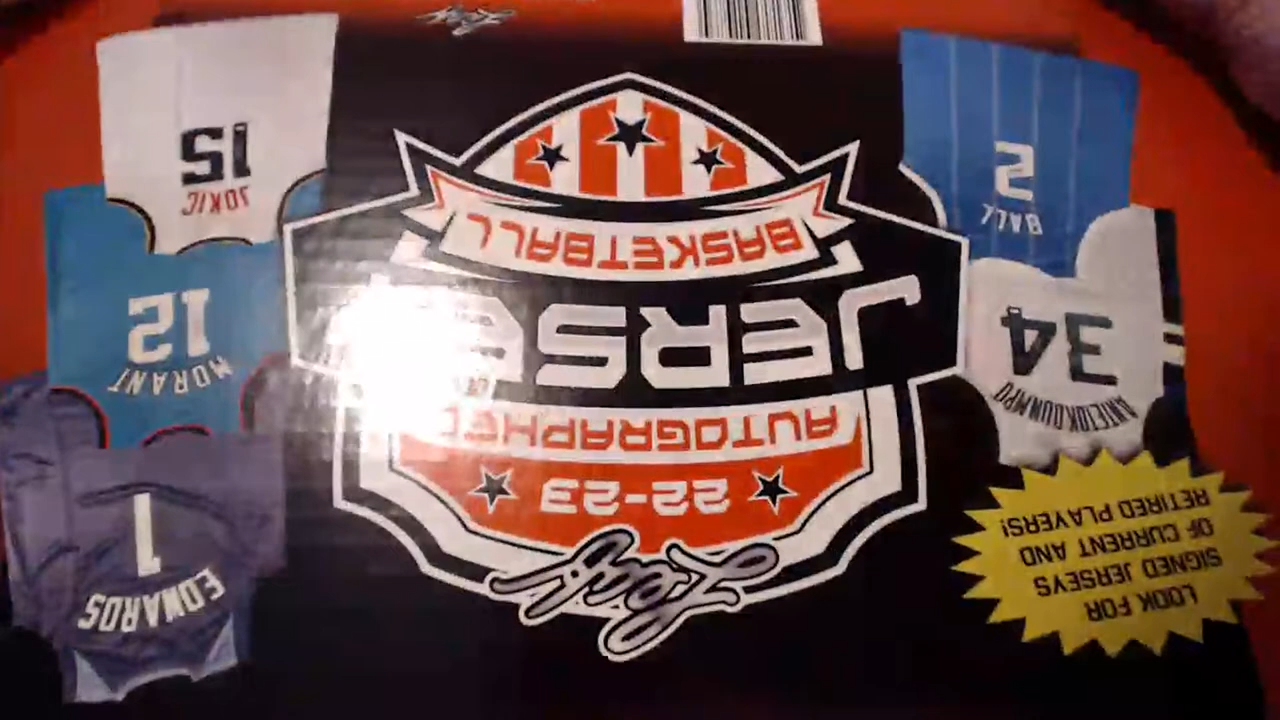 Leaf
22-23
AUTOGRAPHED
JERSEY
BASKETBALL
LOOK FOR
SIGNED JERSEYS
OF CURRENT AND
RETIRED PLAYERS!
ANTETOKOUNMPO
34
BALL
2
EDWARDS
1
MORANT
12
JOKIC
15
Leaf